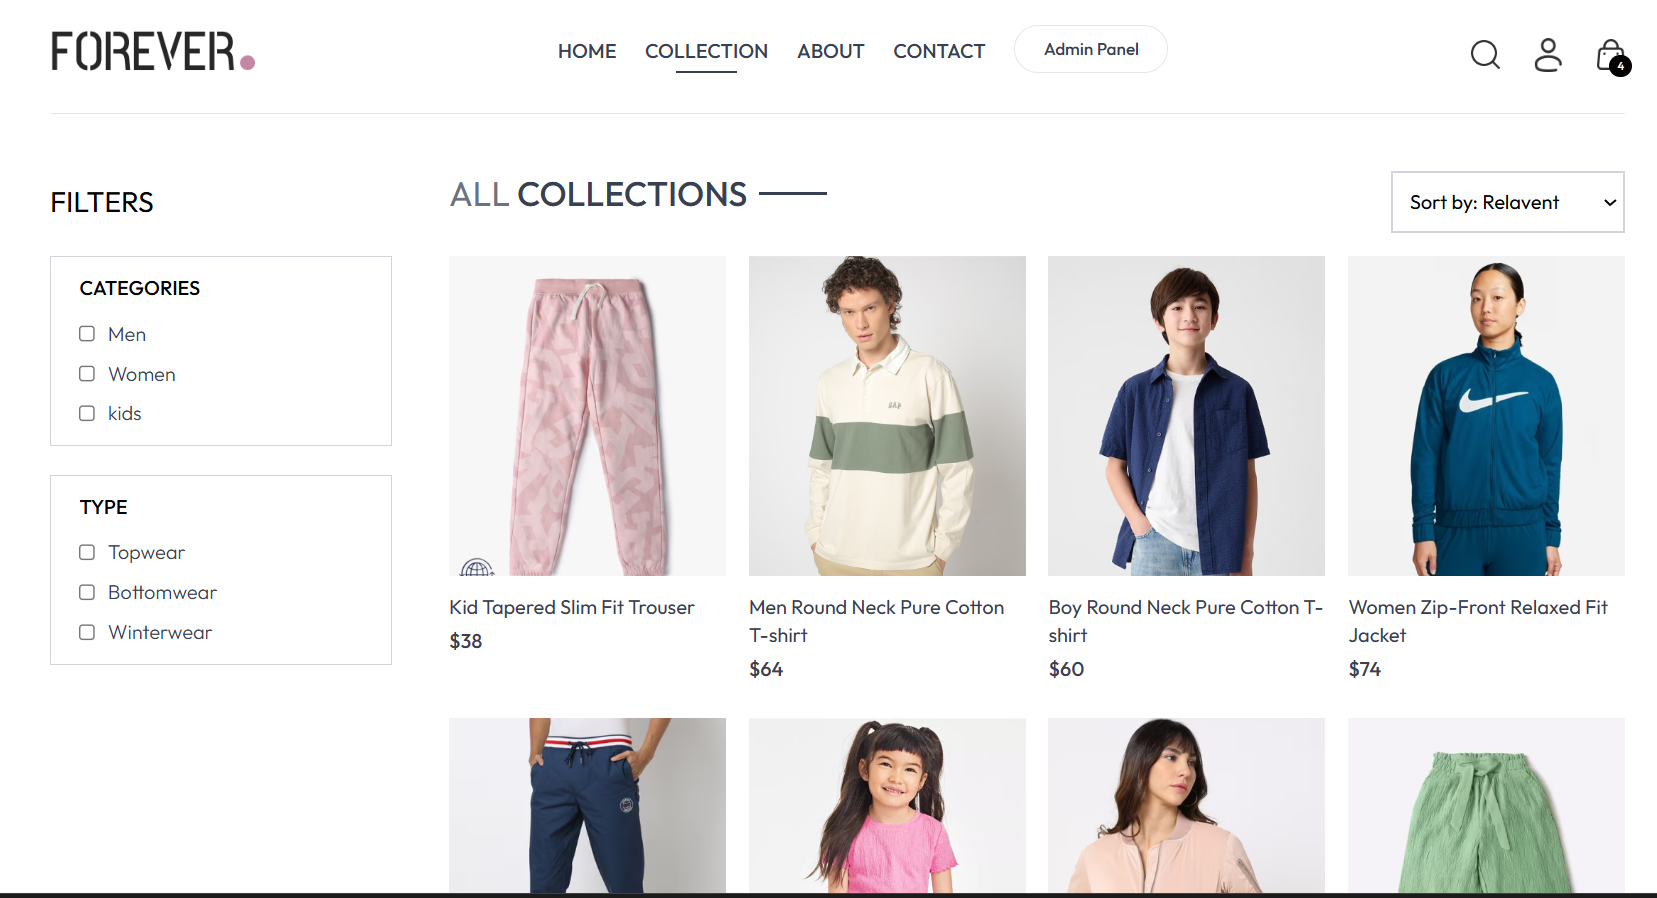 FOREVER.
HOME COLLECTION ABOUT CONTACT Admin Panel
4
FILTERS
CATEGORIES
Men
Women
kids
TYPE
Topwear
Bottomwear
Winterwear
ALL COLLECTIONS
Sort by: Relavent
GAP
Kid Tapered Slim Fit Trouser
$38
Men Round Neck Pure Cotton
T-shirt
$64
Boy Round Neck Pure Cotton T-
shirt
$60
Women Zip-Front Relaxed Fit
Jacket
$74